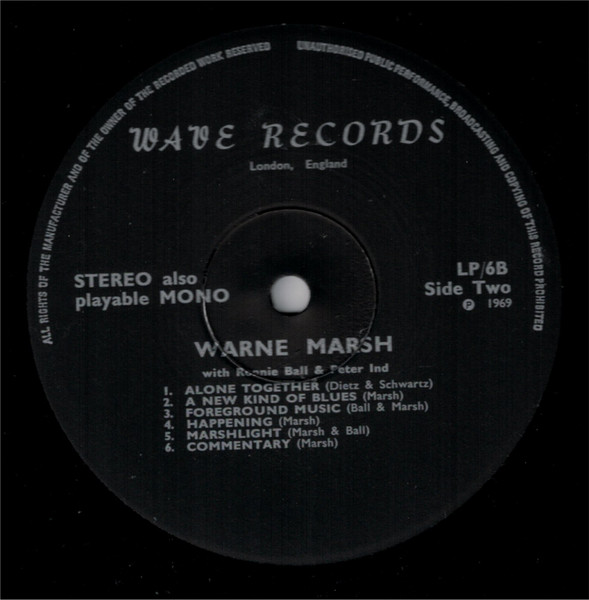 ALL RIGHTS OF THE MANUFACTURER AND OF THE OWNER OF THE RECORDED WORK RESERVED
UNAUTHORISED PUBLIC PERFORMANCE, BROADCASTING AND COPYING OF THIS RECORD PROHIBITED
WAVE RECORDS
London, England
STEREO also
playable MONO
LP/6B
Side Two
℗ 1969
WARNE MARSH
with Ronnie Ball & Peter Ind
1. ALONE TOGETHER (Dietz & Schwartz)
2. A NEW KIND OF BLUES (Marsh)
3. FOREGROUND MUSIC (Ball & Marsh)
4. HAPPENING (Marsh)
5. MARSHLIGHT (Marsh & Ball)
6. COMMENTARY (Marsh)